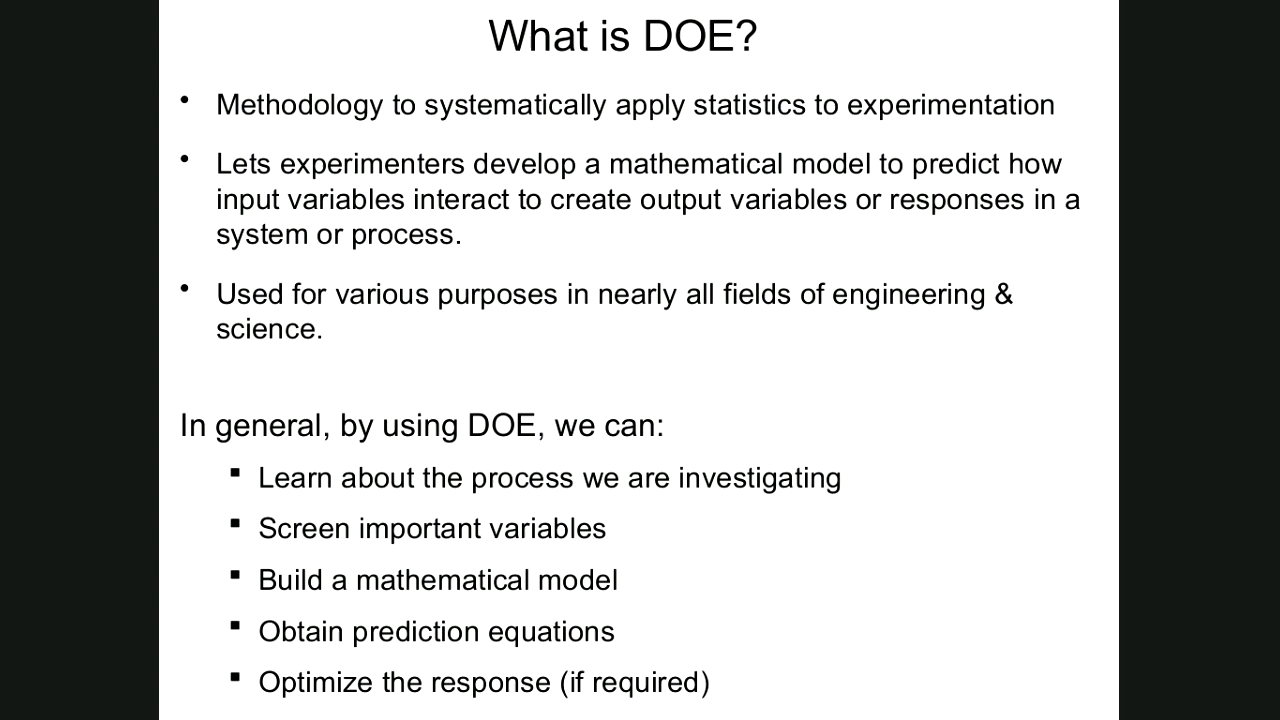 What is DOE?
• Methodology to systematically apply statistics to experimentation
• Lets experimenters develop a mathematical model to predict how
input variables interact to create output variables or responses in a
system or process.
• Used for various purposes in nearly all fields of engineering &
science.
In general, by using DOE, we can:
▪ Learn about the process we are investigating
▪ Screen important variables
▪ Build a mathematical model
▪ Obtain prediction equations
▪ Optimize the response (if required)